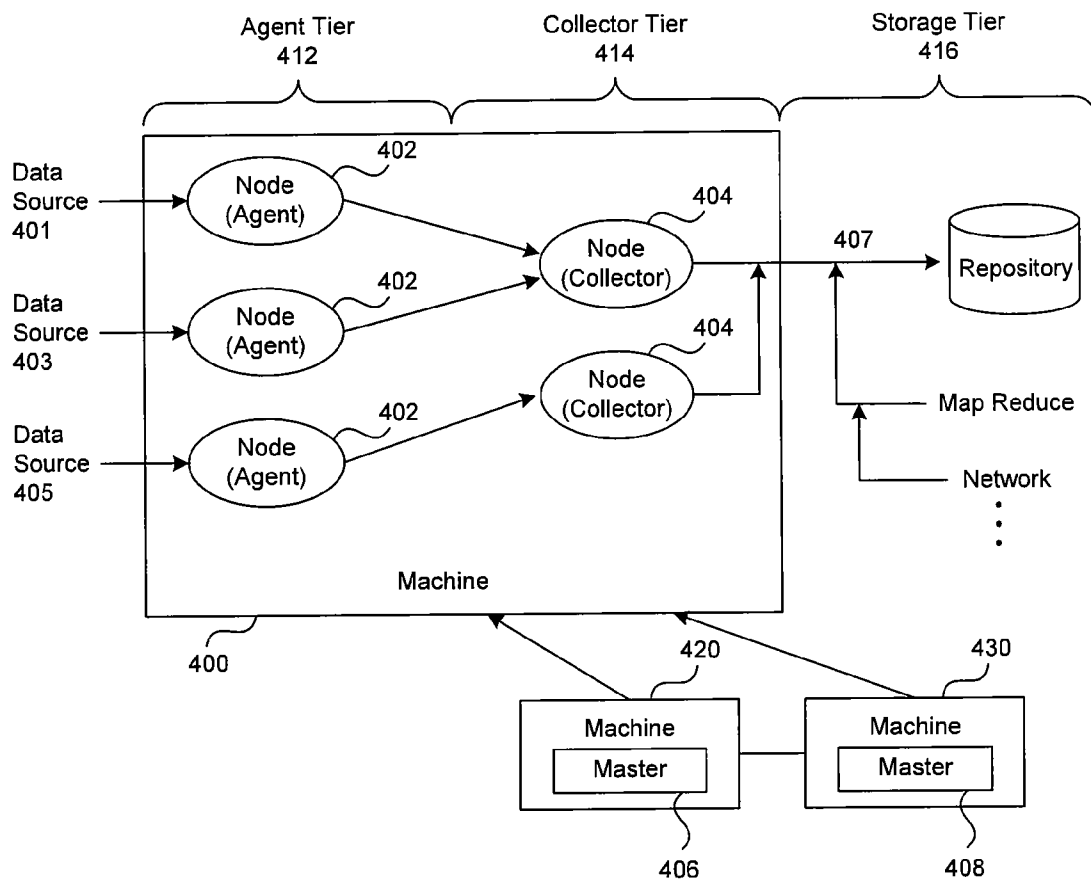 Agent Tier
412
Collector Tier
414
Storage Tier
416
Data
Source
401
Node
(Agent)
402
Data
Source
403
Node
(Agent)
402
Data
Source
405
Node
(Agent)
402
Node
(Collector)
404
Node
(Collector)
404
407
Repository
Map Reduce
Network
Machine
400
420
Machine
Master
406
430
Machine
Master
408